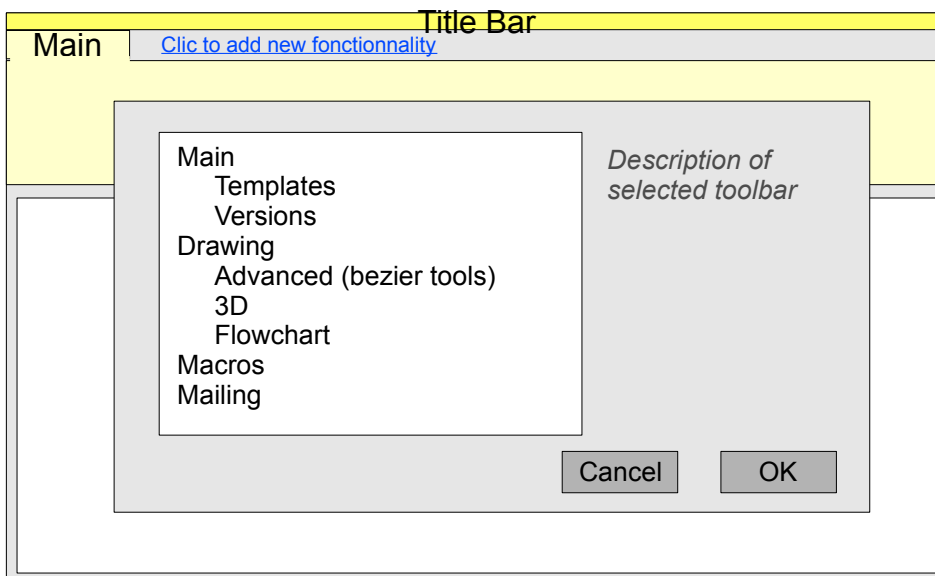 Title Bar
Main
Clic to add new fonctionnality
Main
Templates
Versions
Drawing
Advanced (bezier tools)
3D
Flowchart
Macros
Mailing
Description of
selected toolbar
Cancel
OK